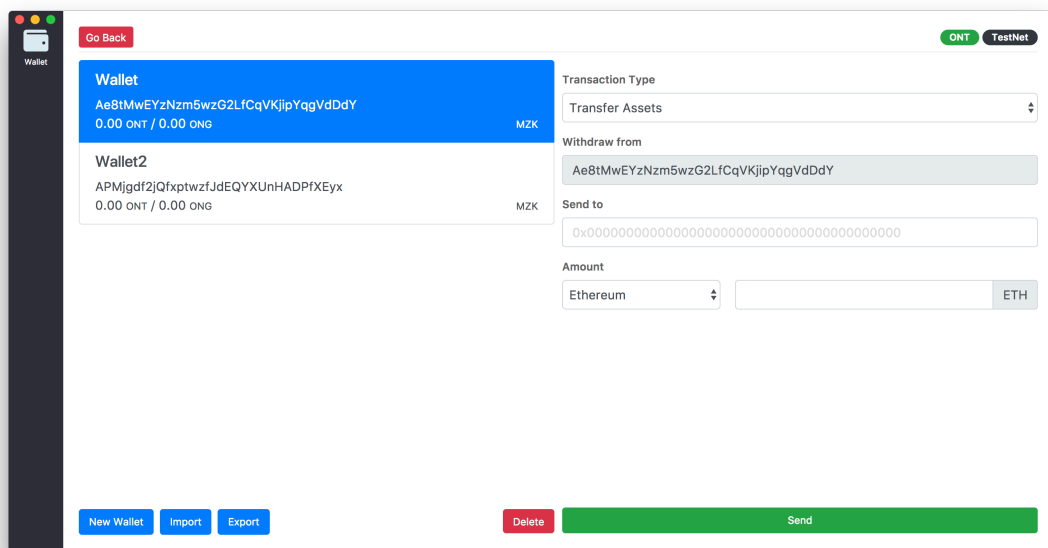 Wallet
Go Back
ONT TestNet
Wallet
Ae8tMwEYzNzm5wzG2LfCqVKjipYqgVdDdY
0.00 ONT / 0.00 ONG MZK
Wallet2
APMjgdf2jQfxptwzfJdEQYXUnHADPfXEyx
0.00 ONT / 0.00 ONG MZK
Transaction Type
Transfer Assets
Withdraw from
Ae8tMwEYzNzm5wzG2LfCqVKjipYqgVdDdY
Send to
0x0000000000000000000000000000000000000000
Amount
Ethereum ETH
New Wallet Import Export Delete Send